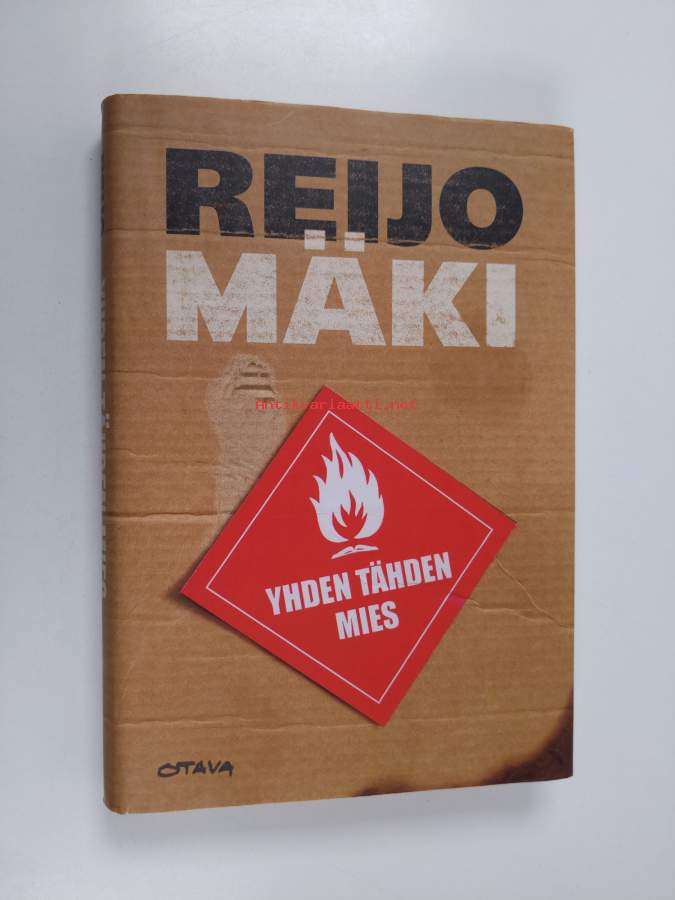 REIJO
MÄKI
Antikvariaatti.net
YHDEN TÄHDEN
MIES
OTAVA